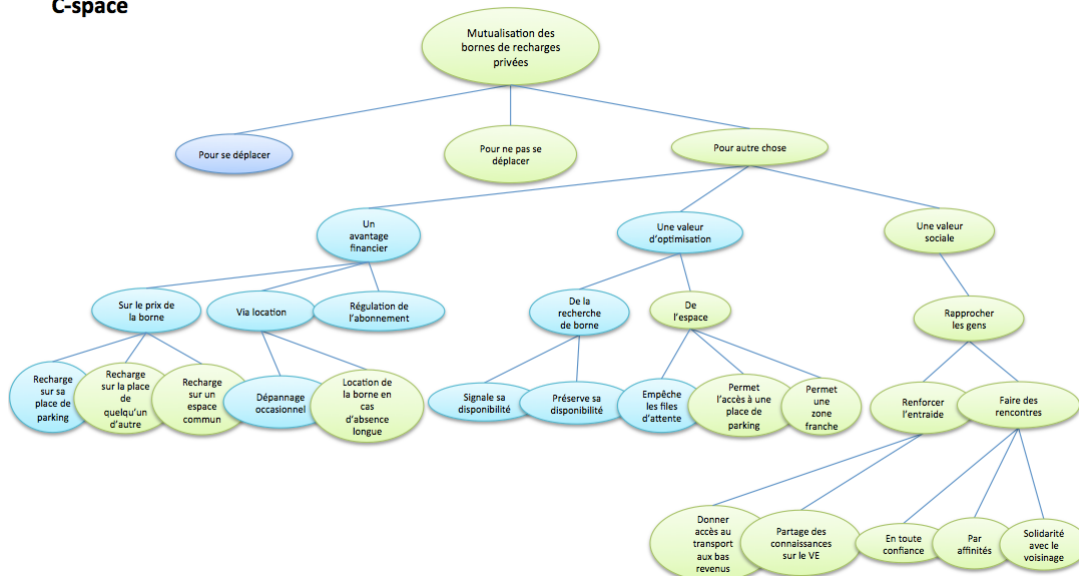 C-space
Mutualisation des
bornes de recharges
privées
Pour se déplacer
Pour ne pas se
déplacer
Pour autre chose
Un
avantage
financier
Une valeur
d'optimisation
Une valeur
sociale
Sur le prix de
la borne
Via location
Régulation de
l'abonnement
De la
recherche
de borne
De
l'espace
Rapprocher
les gens
Recharge
sur sa
place de
parking
Recharge
sur la place
de
quelqu'un
d'autre
Recharge
sur un
espace
commun
Dépannage
occasionnel
Location de
la borne en
cas
d'absence
longue
Signale sa
disponibilité
Préserve sa
disponibilité
Empêche
les files
d'attente
Permet
l'accès à une
place de
parking
Permet
une
zone
franche
Renforcer
l'entraide
Faire des
rencontres
Donner
accès au
transport
aux bas
revenus
Partage des
connaissances
sur le VE
En toute
confiance
Par
affinités
Solidarité
avec le
voisinage